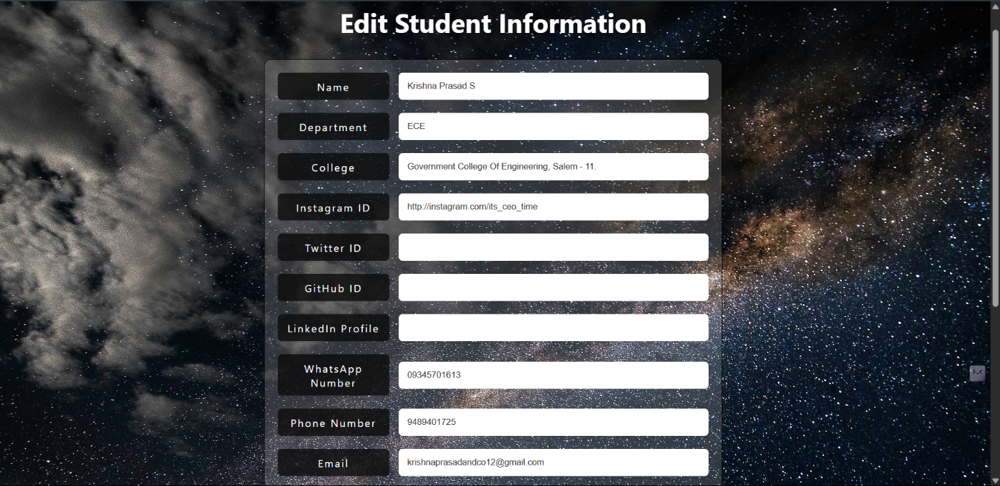 Edit Student Information
Name
Krishna Prasad S
Department
ECE
College
Government College Of Engineering, Salem - 11.
Instagram ID
http://instagram.com/its_ceo_time
Twitter ID
GitHub ID
LinkedIn Profile
WhatsApp
Number
09345701613
Phone Number
9489401725
Email
krishnaprasadandco12@gmail.com